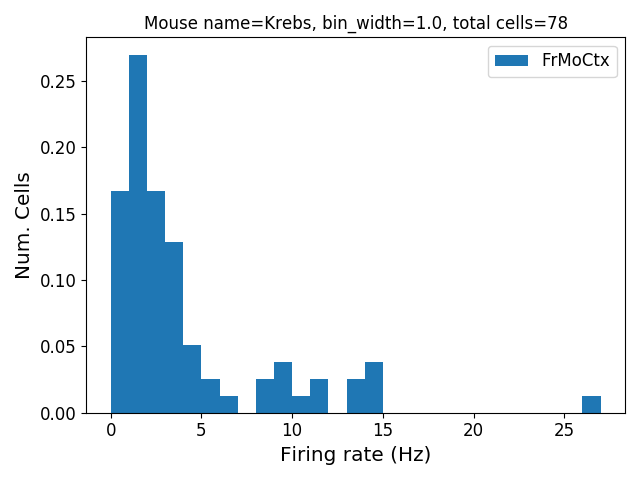 Mouse name=Krebs, bin_width=1.0, total cells=78
FrMoCtx
Num. Cells
0.25
0.20
0.15
0.10
0.05
0.00
0 5 10 15 20 25
Firing rate (Hz)